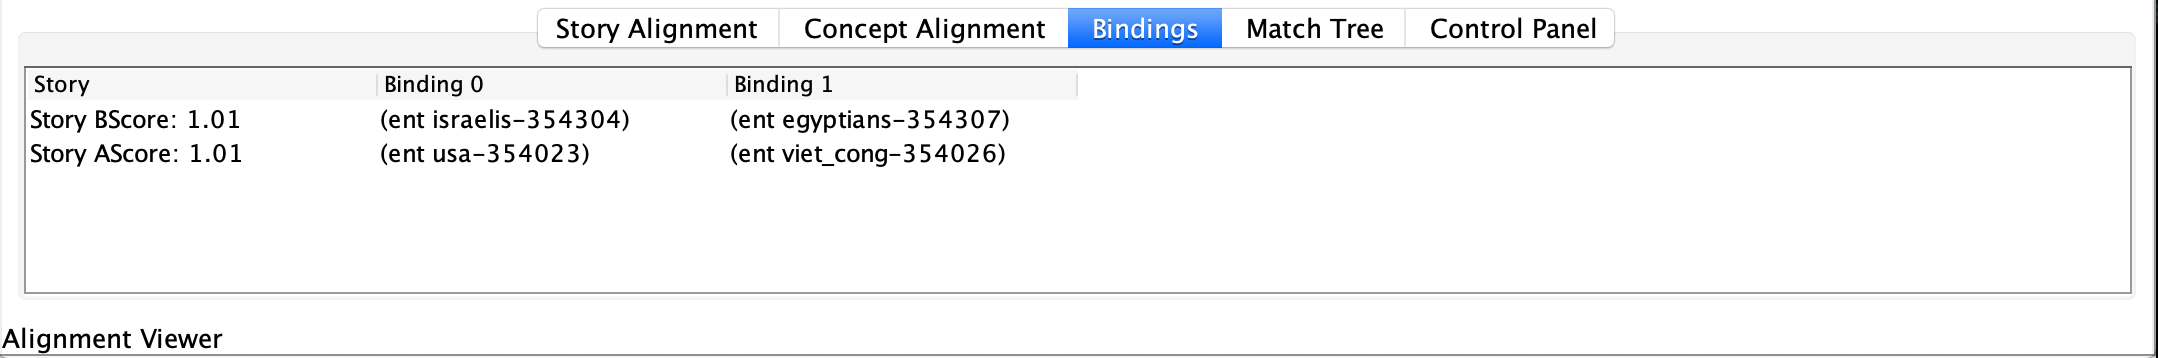 Story Alignment Concept Alignment Bindings Match Tree Control Panel
Story Binding 0 Binding 1
Story BScore: 1.01 (ent israelis-354304) (ent egyptians-354307)
Story AScore: 1.01 (ent usa-354023) (ent viet_cong-354026)
Alignment Viewer